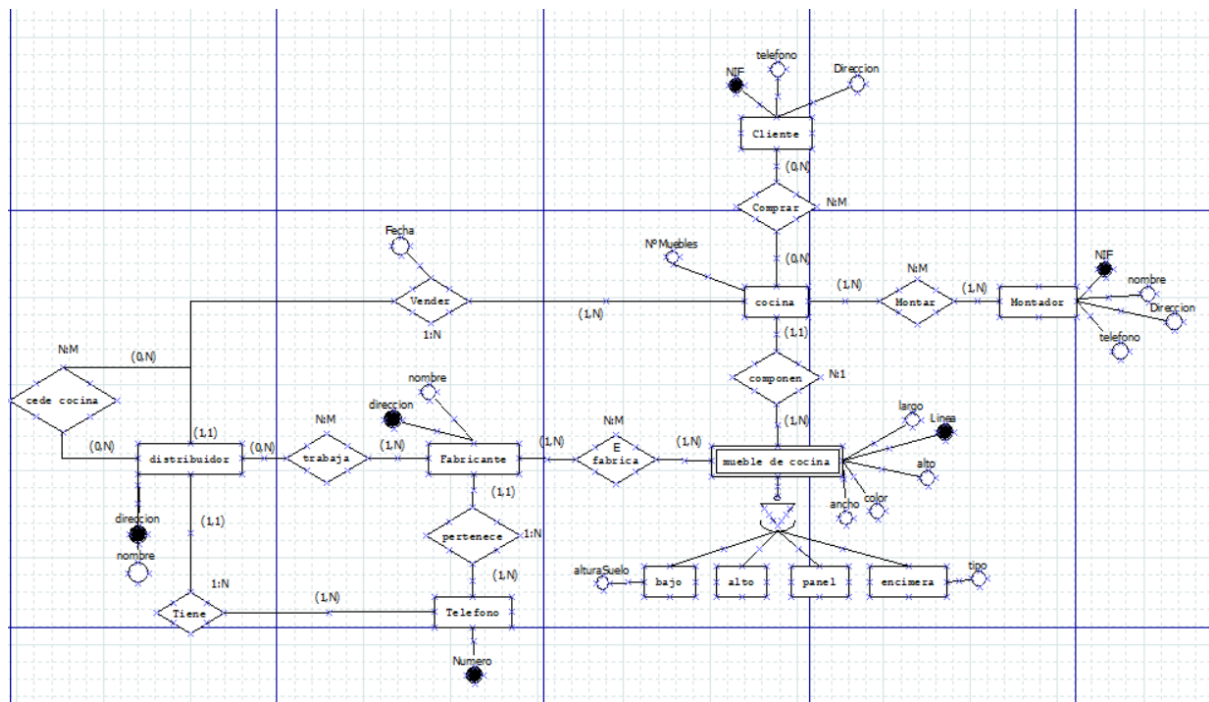 telefono
NIF
Direccion
Cliente
(0,N)
Comprar
N:M
Fecha
NºMuebles
(0,N)
NIF
N:M
nombre
Vender
(1,N)
cocina
(1,N)
Montar
(1,N)
Montador
Direccion
1:N
(1,1)
telefono
N:M
(0,N)
cede cocina
nombre
componen
N:1
direccion
largo
Linea
(0,N)
(1,1)
(0,N)
N:M
trabaja
(1,N)
N:M
(1,N)
E
fabrica
(1,N)
(1,N)
distribuidor
Fabricante
mueble de cocina
alto
(1,1)
ancho
color
direccion
(1,1)
pertenece
1:N
nombre
alturaSuelo
bajo
alto
panel
encimera
tipo
1:N
(1,N)
(1,N)
Tiene
Telefono
Numero